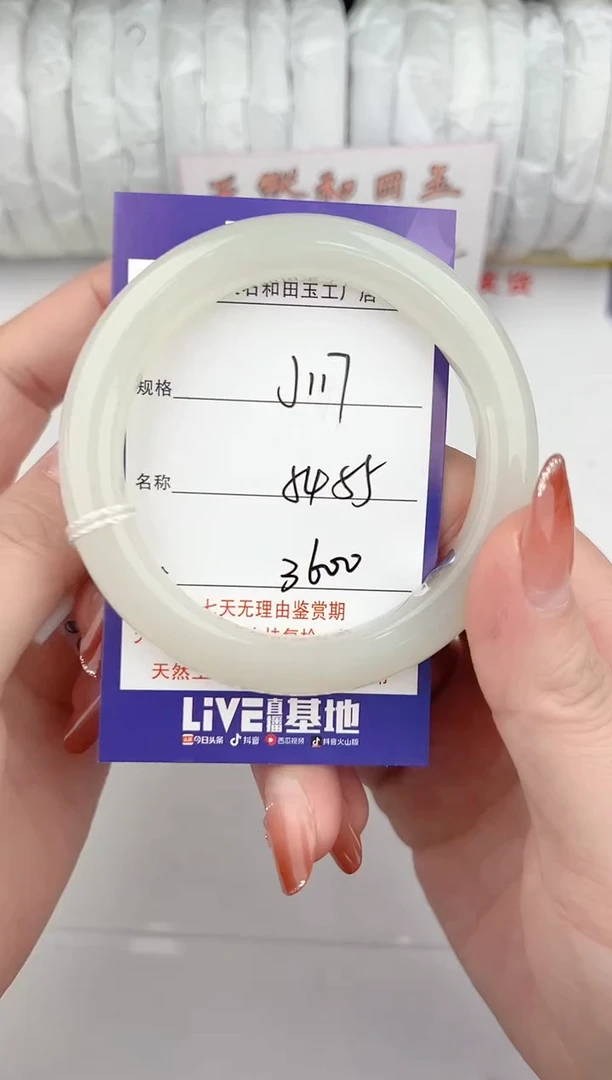 和田玉
石和田玉工厂店
规格 J117
名称 8485
3600
七天无理由鉴赏期
天然
LiVE直播基地
今日头条 抖音 西瓜视频 抖音火山版